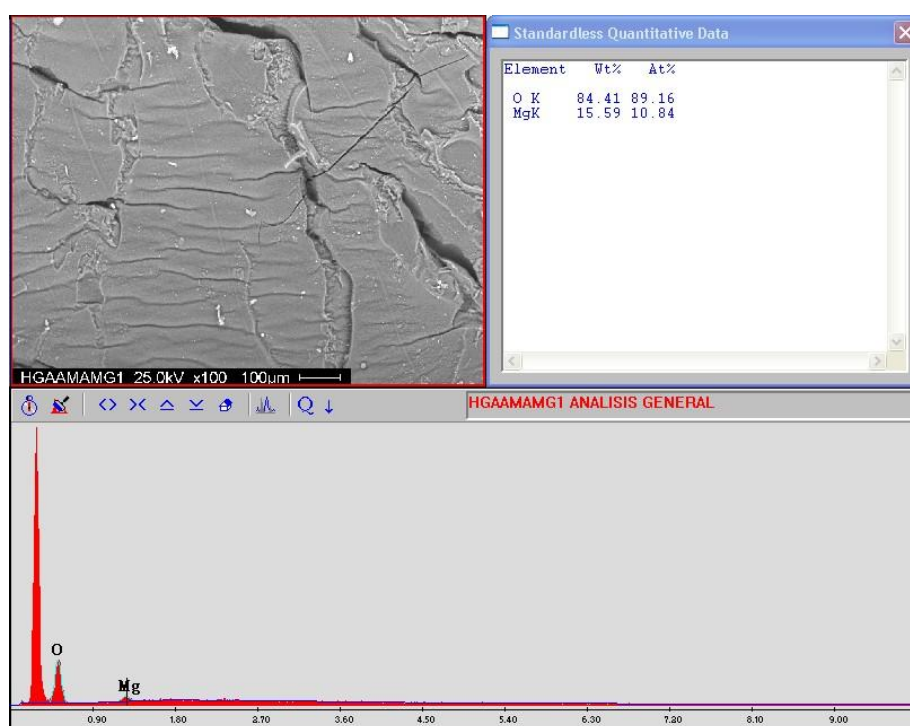 Standardless Quantitative Data
Element Wt% At%
O K 84.41 89.16
MgK 15.59 10.84
HGAAMAMG1 25.0kV x100 100µm
Q
HGAAMAMG1 ANALISIS GENERAL
O
Mg
0.90 1.80 2.70 3.60 4.50 5.40 6.30 7.20 8.10 9.00